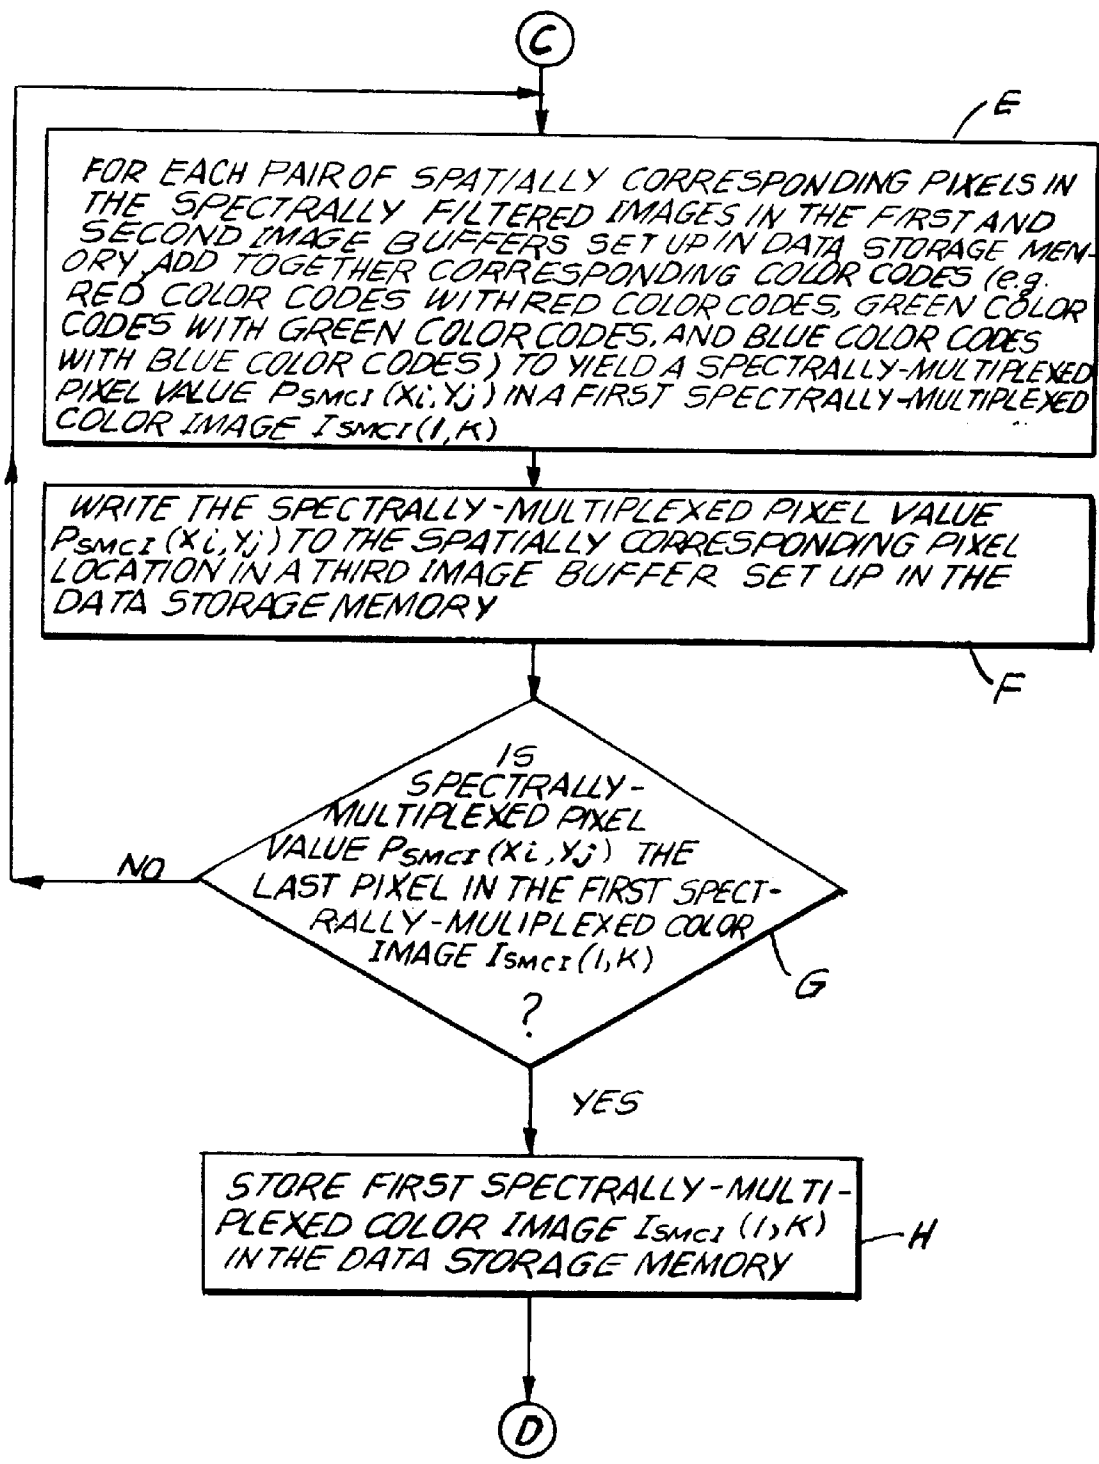 C
E
FOR EACH PAIR OF SPATIALLY CORRESPONDING PIXELS IN
THE SPECTRALLY FILTERED IMAGES IN THE FIRST AND
SECOND IMAGE BUFFERS SET UP IN DATA STORAGE MEN-
ORY, ADD TOGETHER CORRESPONDING COLOR CODES (e.g.
RED COLOR CODES WITH RED COLOR CODES, GREEN COLOR
CODES WITH GREEN COLOR CODES, AND BLUE COLOR CODES
WITH BLUE COLOR CODES) TO YIELD A SPECTRALLY-MULTIPLEXED
PIXEL VALUE PSMCI (Xi, Yj) IN A FIRST SPECTRALLY-MULTIPLEXED
COLOR IMAGE ISMCI (1,K)
WRITE THE SPECTRALLY-MULTIPLEXED PIXEL VALUE
PSMCI (Xi, Yj) TO THE SPATIALLY CORRESPONDING PIXEL
LOCATION IN A THIRD IMAGE BUFFER SET UP IN THE
DATA STORAGE MEMORY
F
IS
SPECTRALLY-
MULTIPLEXED PIXEL
VALUE PSMCI (Xi, Yj) THE
LAST PIXEL IN THE FIRST SPECT-
RALLY-MULIPLEXED COLOR
IMAGE ISMCI (1,K)
?
NO
G
YES
STORE FIRST SPECTRALLY-MULTI-
PLEXED COLOR IMAGE ISMCI (1,K)
IN THE DATA STORAGE MEMORY
H
D